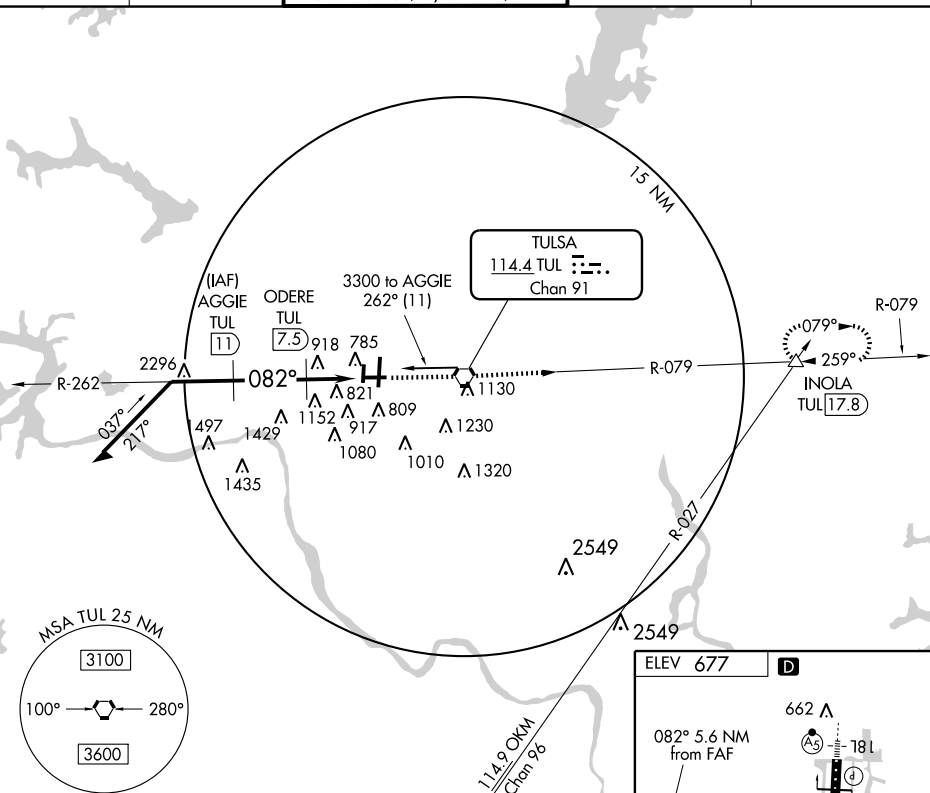 15 NM
TULSA
114.4 TUL
Chan 91
3300 to AGGIE
262° (11)
(IAF)
AGGIE
TUL
11
ODERE
TUL
7.5
918
785
2296
R-262
082°
821
1130
R-079
079°
259°
R-079
INOLA
TUL 17.8
037°
217°
1497
1429
1152
917
809
1080
1010
1230
1435
1320
R-027
2549
2549
114.9 OKM
Chan 96
MSA TUL 25 NM
3100
100°
280°
3600
ELEV 677
D
662
A5
18L
P
082° 5.6 NM
from FAF